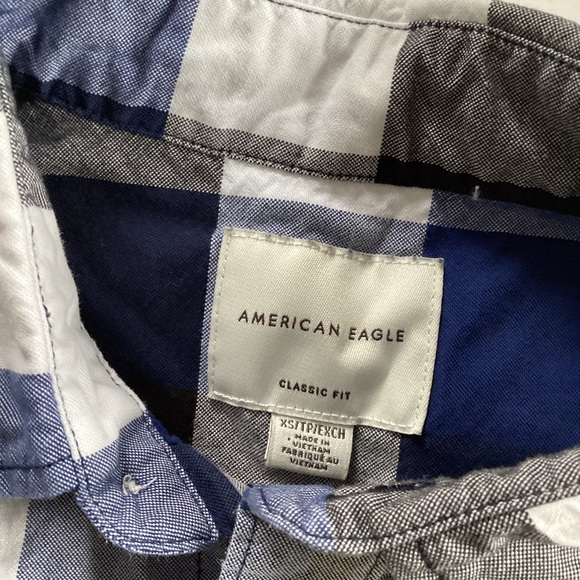 AMERICAN EAGLE
CLASSIC FIT
XS/TP/EXCH
• MADE IN
VIETNAM
FABRIQUÉ AU
VIETNAM